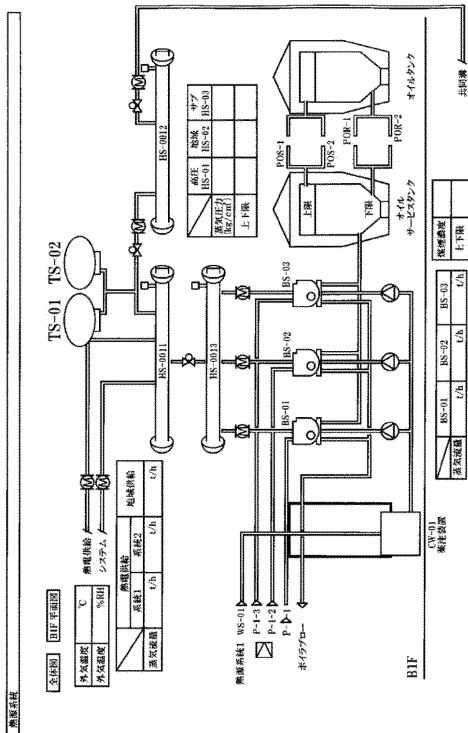 熱源系統
全体図 B1F 平面図
外気温度 ℃
外気湿度 %RH
熱電供給 地域供給
系統1 系統2
蒸気流量 t/h t/h t/h
熱電供給
システム
TS-01 TS-02
HS-0011
HS-0012
HS-0013
高圧 地域 サブ
HS-01 HS-02 HS-03
蒸気圧力
(kg/cm²)
上下限
オイルタンク
POS-1
POS-2
POR-1
POR-2
上限
下限
オイル
サービスタンク
共同溝
BS-01
BS-02
BS-03
熱源系統1 WS-01
P-1-3
P-1-2
P-1-1
ボイラブロー
CW-01
薬注装置
B1F
BS-01 BS-02 BS-03
蒸気流量 t/h t/h t/h
煤煙濃度
上下限